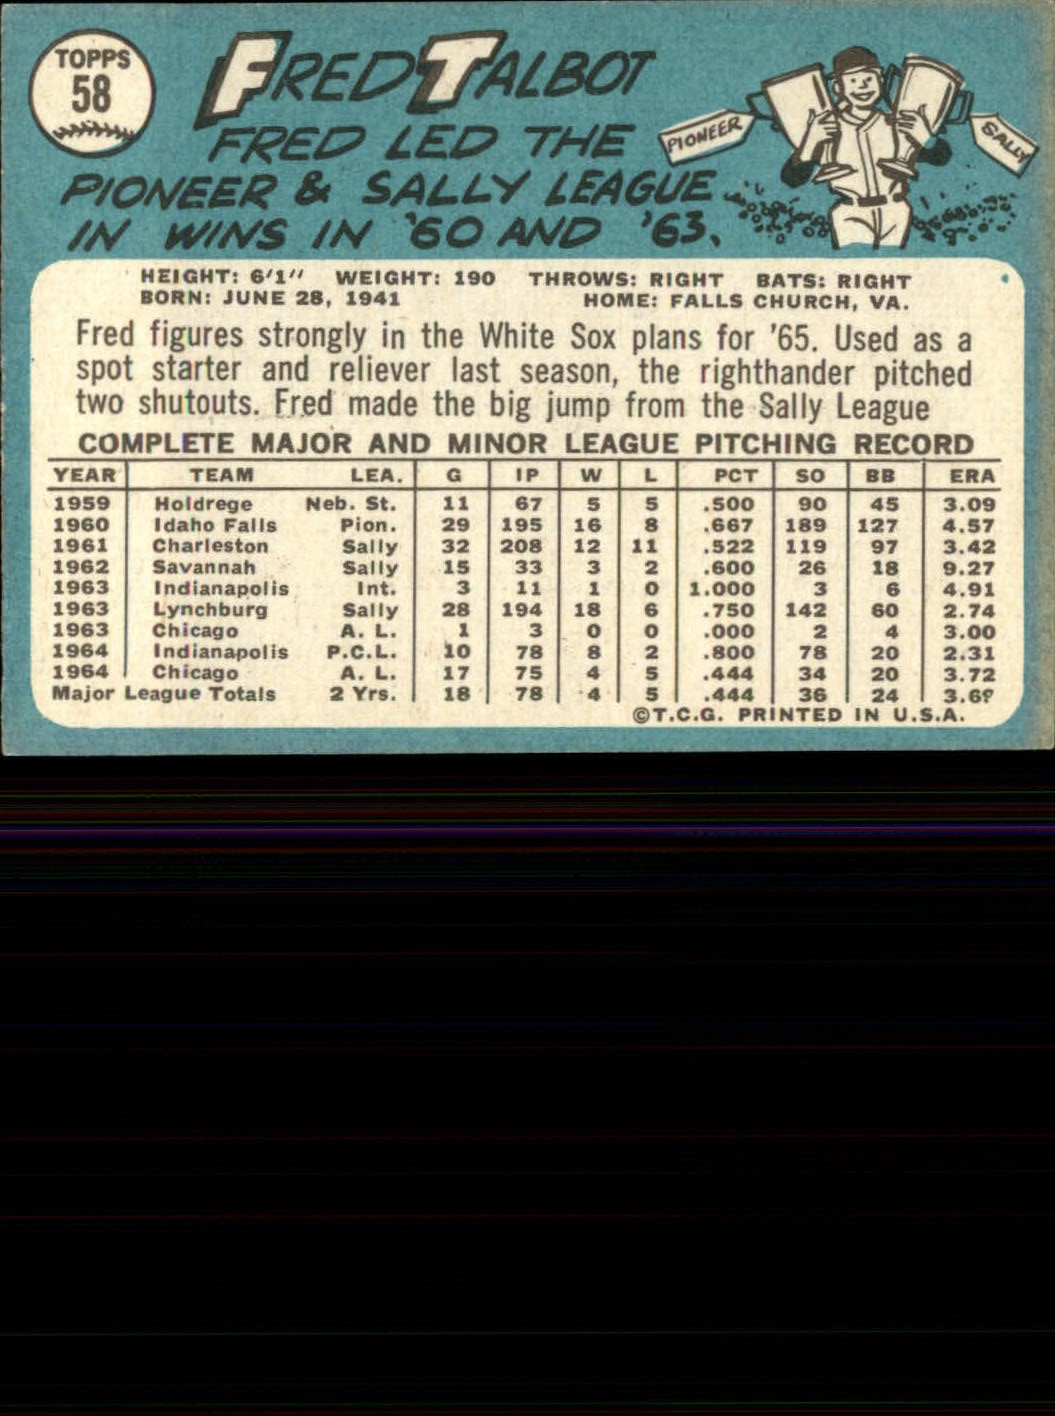 TOPPS
58
FRED TALBOT
FRED LED THE
PIONEER & SALLY LEAGUE
IN WINS IN '60 AND '63.
PIONEER
SALLY
HEIGHT: 6'1" WEIGHT: 190 THROWS: RIGHT BATS: RIGHT
BORN: JUNE 28, 1941 HOME: FALLS CHURCH, VA.
Fred figures strongly in the White Sox plans for '65. Used as a
spot starter and reliever last season, the righthander pitched
two shutouts. Fred made the big jump from the Sally League
COMPLETE MAJOR AND MINOR LEAGUE PITCHING RECORD
YEAR TEAM LEA. G IP W L PCT SO BB ERA
1959 Holdrege Neb. St. 11 67 5 5 .500 90 45 3.09
1960 Idaho Falls Pion. 29 195 16 8 .667 189 127 4.57
1961 Charleston Sally 32 208 12 11 .522 119 97 3.42
1962 Savannah Sally 15 33 3 2 .600 26 18 9.27
1963 Indianapolis Int. 3 11 1 0 1.000 3 6 4.91
1963 Lynchburg Sally 28 194 18 6 .750 142 60 2.74
1963 Chicago A. L. 1 3 0 0 .000 2 4 3.00
1964 Indianapolis P.C.L. 10 78 8 2 .800 78 20 2.31
1964 Chicago A. L. 17 75 4 5 .444 34 20 3.72
Major League Totals 2 Yrs. 18 78 4 5 .444 36 24 3.69
©T.C.G. PRINTED IN U.S.A.